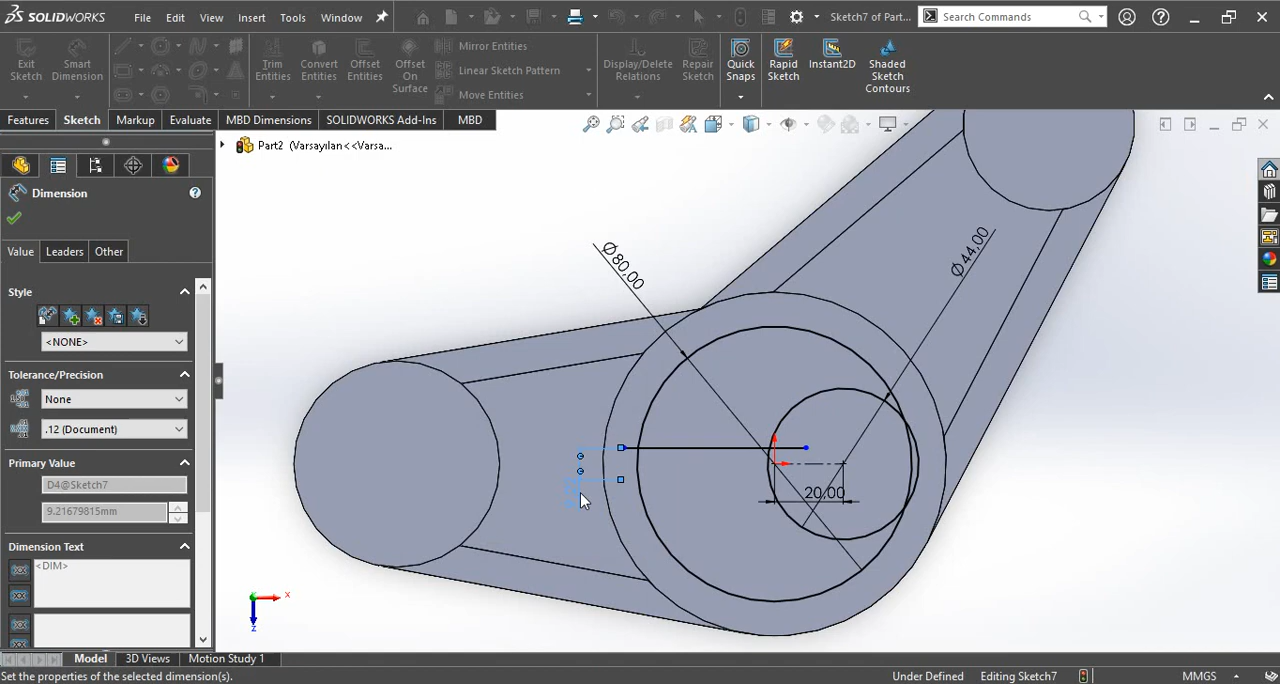 SOLIDWORKS
File
Edit
View
Insert
Tools
Window
Sketch7 of Part...
Search Commands
Exit Sketch
Smart Dimension
Trim Entities
Convert Entities
Offset Entities
Offset On Surface
Mirror Entities
Linear Sketch Pattern
Move Entities
Display/Delete Relations
Repair Sketch
Quick Snaps
Rapid Sketch
Instant2D
Shaded Sketch Contours
Features
Sketch
Markup
Evaluate
MBD Dimensions
SOLIDWORKS Add-Ins
MBD
Part2 (Varsayılan<<Varsa...
Dimension
Value
Leaders
Other
Style
<NONE>
Tolerance/Precision
None
.12 (Document)
Primary Value
D4@Sketch7
9.21679815mm
Dimension Text
<DIM>
Ø80,00
Ø44,00
20,00
x
z
Model
3D Views
Motion Study 1
Set the properties of the selected dimension(s).
Under Defined
Editing Sketch7
MMGS